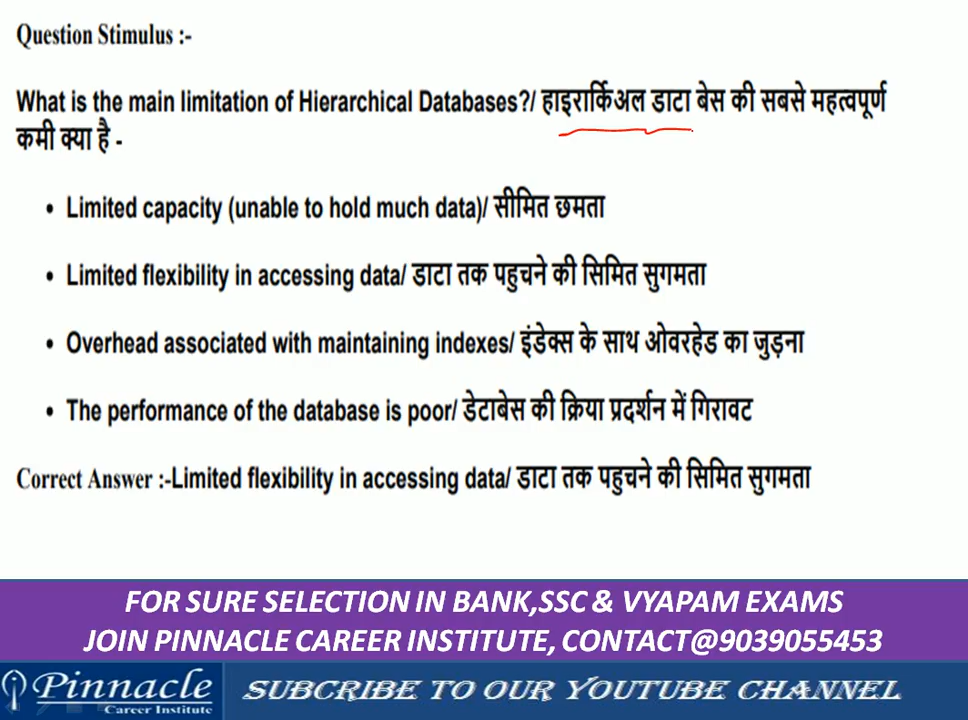 Question Stimulus :-
What is the main limitation of Hierarchical Databases?/ हाइरार्किअल डाटा बेस की सबसे महत्वपूर्ण
कमी क्या है -
• Limited capacity (unable to hold much data)/ सीमित छमता
• Limited flexibility in accessing data/ डाटा तक पहुचने की सिमित सुगमता
• Overhead associated with maintaining indexes/ इंडेक्स के साथ ओवरहेड का जुड़ना
• The performance of the database is poor/ डेटाबेस की क्रिया प्रदर्शन में गिरावट
Correct Answer :-Limited flexibility in accessing data/ डाटा तक पहुचने की सिमित सुगमता
FOR SURE SELECTION IN BANK,SSC & VYAPAM EXAMS
JOIN PINNACLE CAREER INSTITUTE, CONTACT@9039055453
Pinnacle
Career Institute
SUBCRIBE TO OUR YOUTUBE CHANNEL